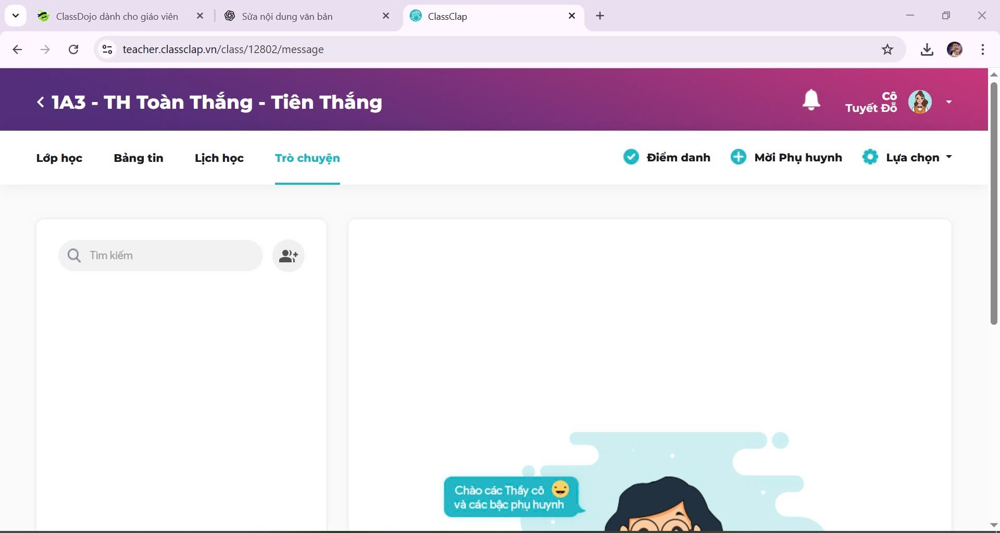 ClassDojo dành cho giáo viên
Sửa nội dung văn bản
ClassClap
teacher.classclap.vn/class/12802/message
1A3 - TH Toàn Thắng - Tiên Thắng
Cô
Tuyết Đỗ
Lớp học
Bảng tin
Lịch học
Trò chuyện
Điểm danh
Mời Phụ huynh
Lựa chọn
Tìm kiếm
Chào các Thầy cô
và các bậc phụ huynh